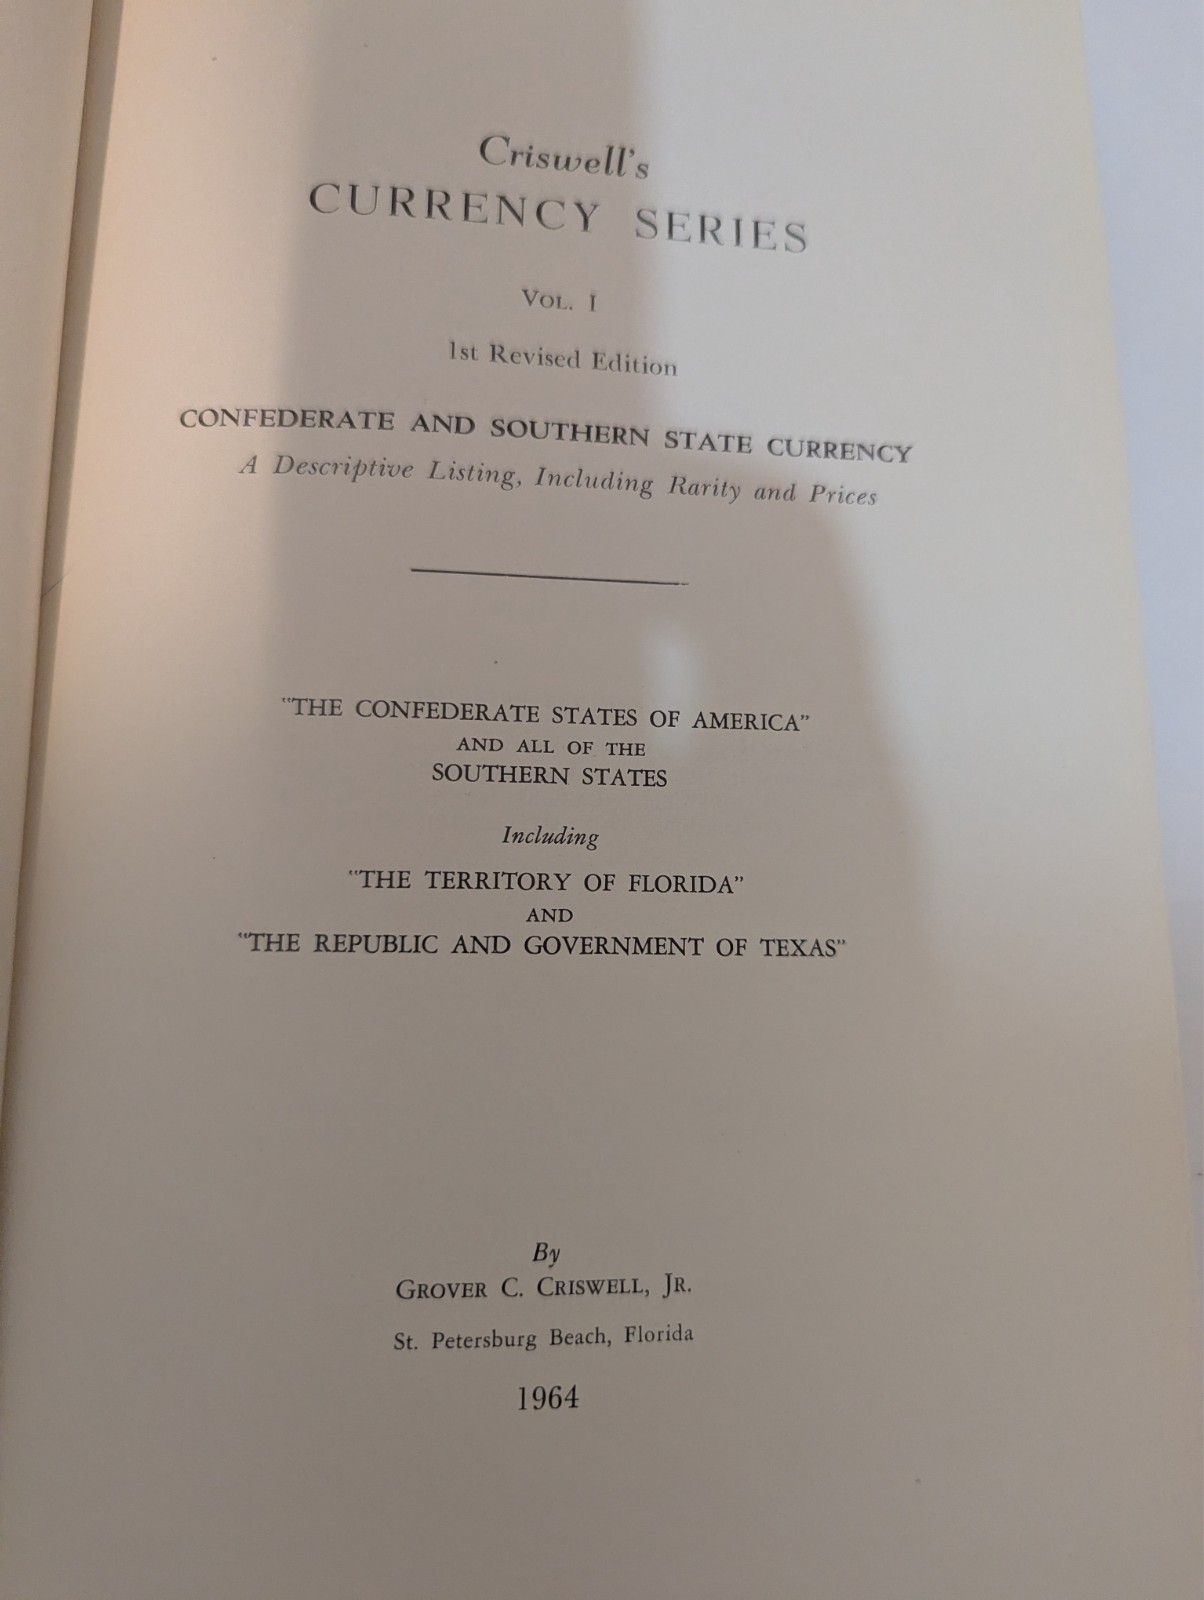 Criswell's
CURRENCY SERIES
VOL. I
1st Revised Edition
CONFEDERATE AND SOUTHERN STATE CURRENCY
A Descriptive Listing, Including Rarity and Prices
"THE CONFEDERATE STATES OF AMERICA"
AND ALL OF THE
SOUTHERN STATES
Including
"THE TERRITORY OF FLORIDA"
AND
"THE REPUBLIC AND GOVERNMENT OF TEXAS"
By
GROVER C. CRISWELL, JR.
St. Petersburg Beach, Florida
1964